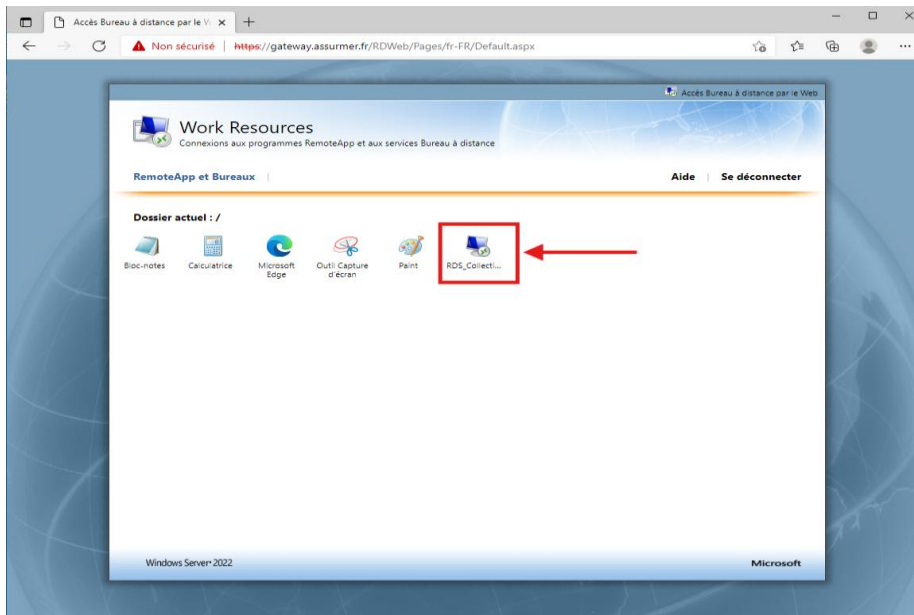 Accès Bureau à distance par le W
Non sécurisé | https://gateway.assurmer.fr/RDWeb/Pages/fr-FR/Default.aspx
Accès Bureau à distance par le Web
Work Resources
Connexions aux programmes RemoteApp et aux services Bureau à distance
RemoteApp et Bureaux
Aide | Se déconnecter
Dossier actuel : /
Bloc-notes Calculatrice Microsoft Outil Capture Paint RDS_Collecti...
Edge d'écran
Windows Server 2022 Microsoft